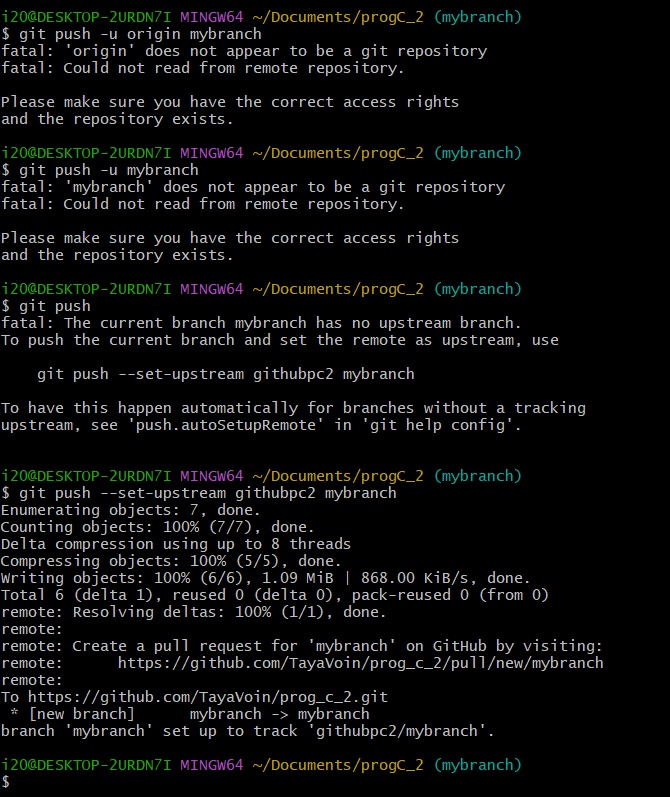 i20@DESKTOP-2URDN7I MINGW64 ~/Documents/progC_2 (mybranch)
$ git push -u origin mybranch
fatal: 'origin' does not appear to be a git repository
fatal: Could not read from remote repository.

Please make sure you have the correct access rights
and the repository exists.

i20@DESKTOP-2URDN7I MINGW64 ~/Documents/progC_2 (mybranch)
$ git push -u mybranch
fatal: 'mybranch' does not appear to be a git repository
fatal: Could not read from remote repository.

Please make sure you have the correct access rights
and the repository exists.

i20@DESKTOP-2URDN7I MINGW64 ~/Documents/progC_2 (mybranch)
$ git push
fatal: The current branch mybranch has no upstream branch.
To push the current branch and set the remote as upstream, use

    git push --set-upstream githubpc2 mybranch

To have this happen automatically for branches without a tracking
upstream, see 'push.autoSetupRemote' in 'git help config'.

i20@DESKTOP-2URDN7I MINGW64 ~/Documents/progC_2 (mybranch)
$ git push --set-upstream githubpc2 mybranch
Enumerating objects: 7, done.
Counting objects: 100% (7/7), done.
Delta compression using up to 8 threads
Compressing objects: 100% (5/5), done.
Writing objects: 100% (6/6), 1.09 MiB | 868.00 KiB/s, done.
Total 6 (delta 1), reused 0 (delta 0), pack-reused 0 (from 0)
remote: Resolving deltas: 100% (1/1), done.
remote:
remote: Create a pull request for 'mybranch' on GitHub by visiting:
remote:      https://github.com/TayaVoin/prog_c_2/pull/new/mybranch
remote:
To https://github.com/TayaVoin/prog_c_2.git
 * [new branch]      mybranch -> mybranch
branch 'mybranch' set up to track 'githubpc2/mybranch'.

i20@DESKTOP-2URDN7I MINGW64 ~/Documents/progC_2 (mybranch)
$